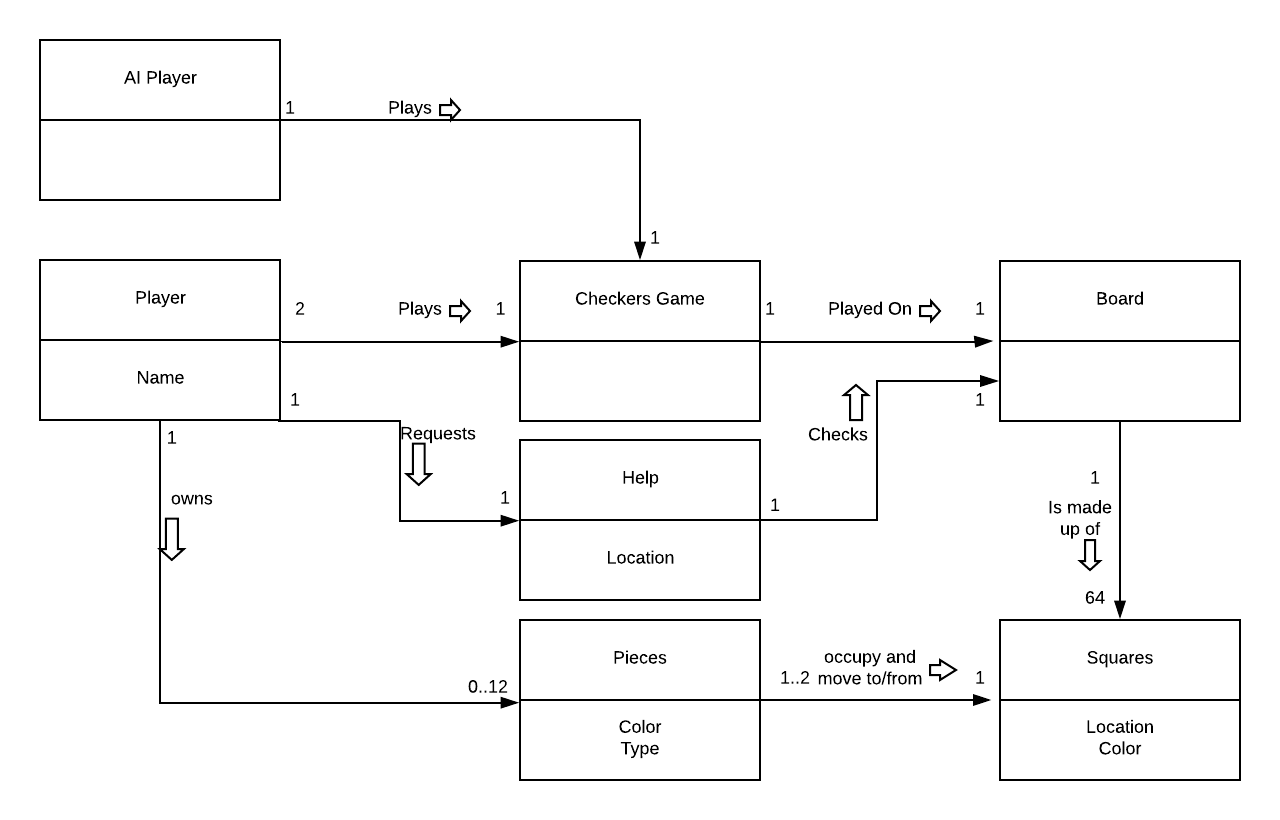 AI Player
1
Plays
1
Player
Name
2
Plays
1
Checkers Game
1
Played On
1
Board
1
Requests
1
Help
Location
1
Checks
1
1
owns
0..12
Pieces
Color
Type
1..2
occupy and
move to/from
1
1
Is made
up of
64
Squares
Location
Color